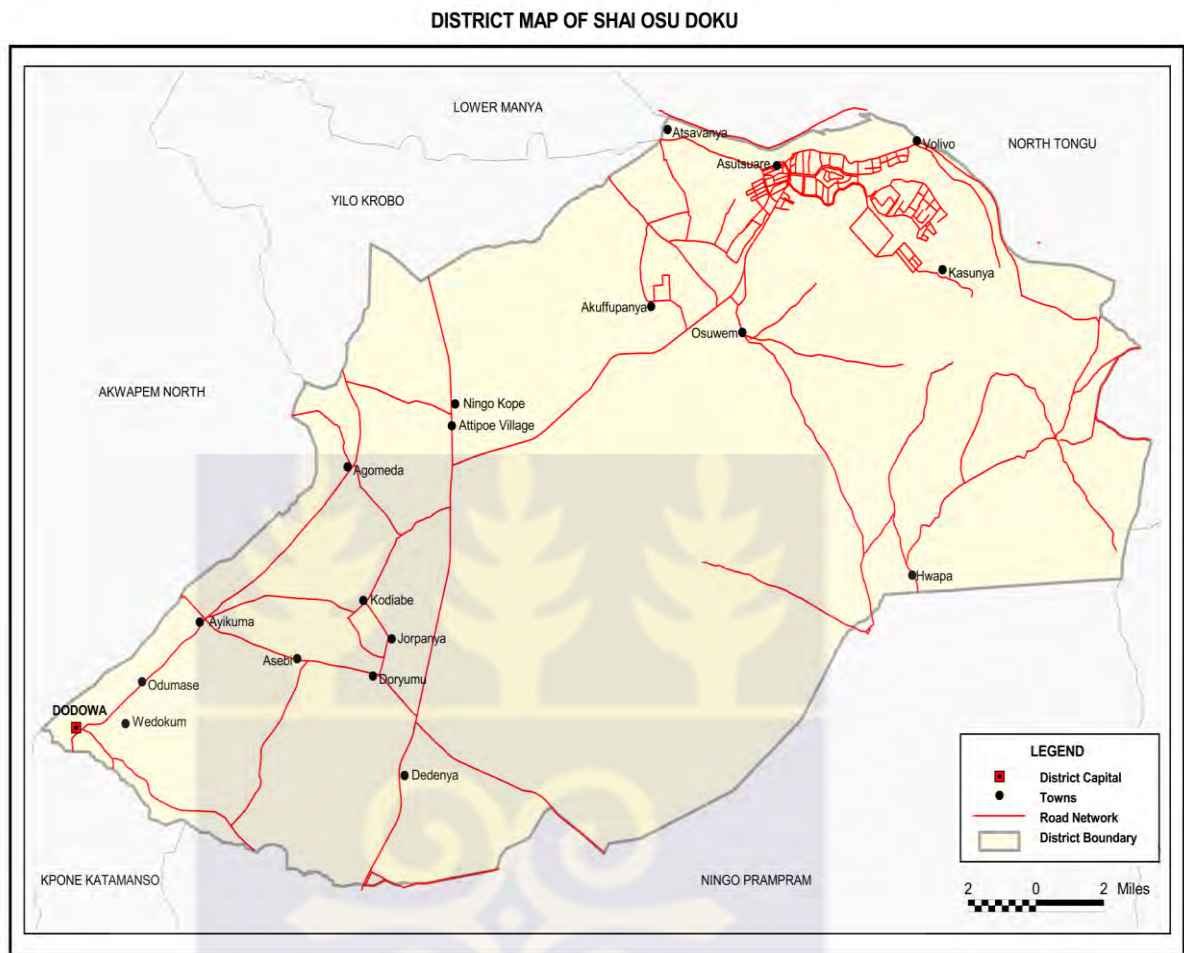 DISTRICT MAP OF SHAI OSU DOKU
LOWER MANYA
Atsavanya
Volivo
NORTH TONGU
Asutsuare
YILO KROBO
Kasunya
Akuffupanya
Osuwem
AKWAPEM NORTH
Ningo Kope
Attipoe Village
Agomeda
Hwapa
Kodiabe
Ayikuma
Jorpanya
Asebi
Doryumu
Odumase
DODOWA
Wedokum
Dedenya
KPONE KATAMANSO
NINGO PRAMPRAM
LEGEND
District Capital
Towns
Road Network
District Boundary
2 0 2 Miles